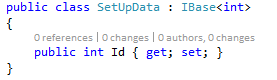 public class SetUpData : IBase<int>
{
0 references | 0 changes | 0 authors, 0 changes
public int Id { get; set; }
}